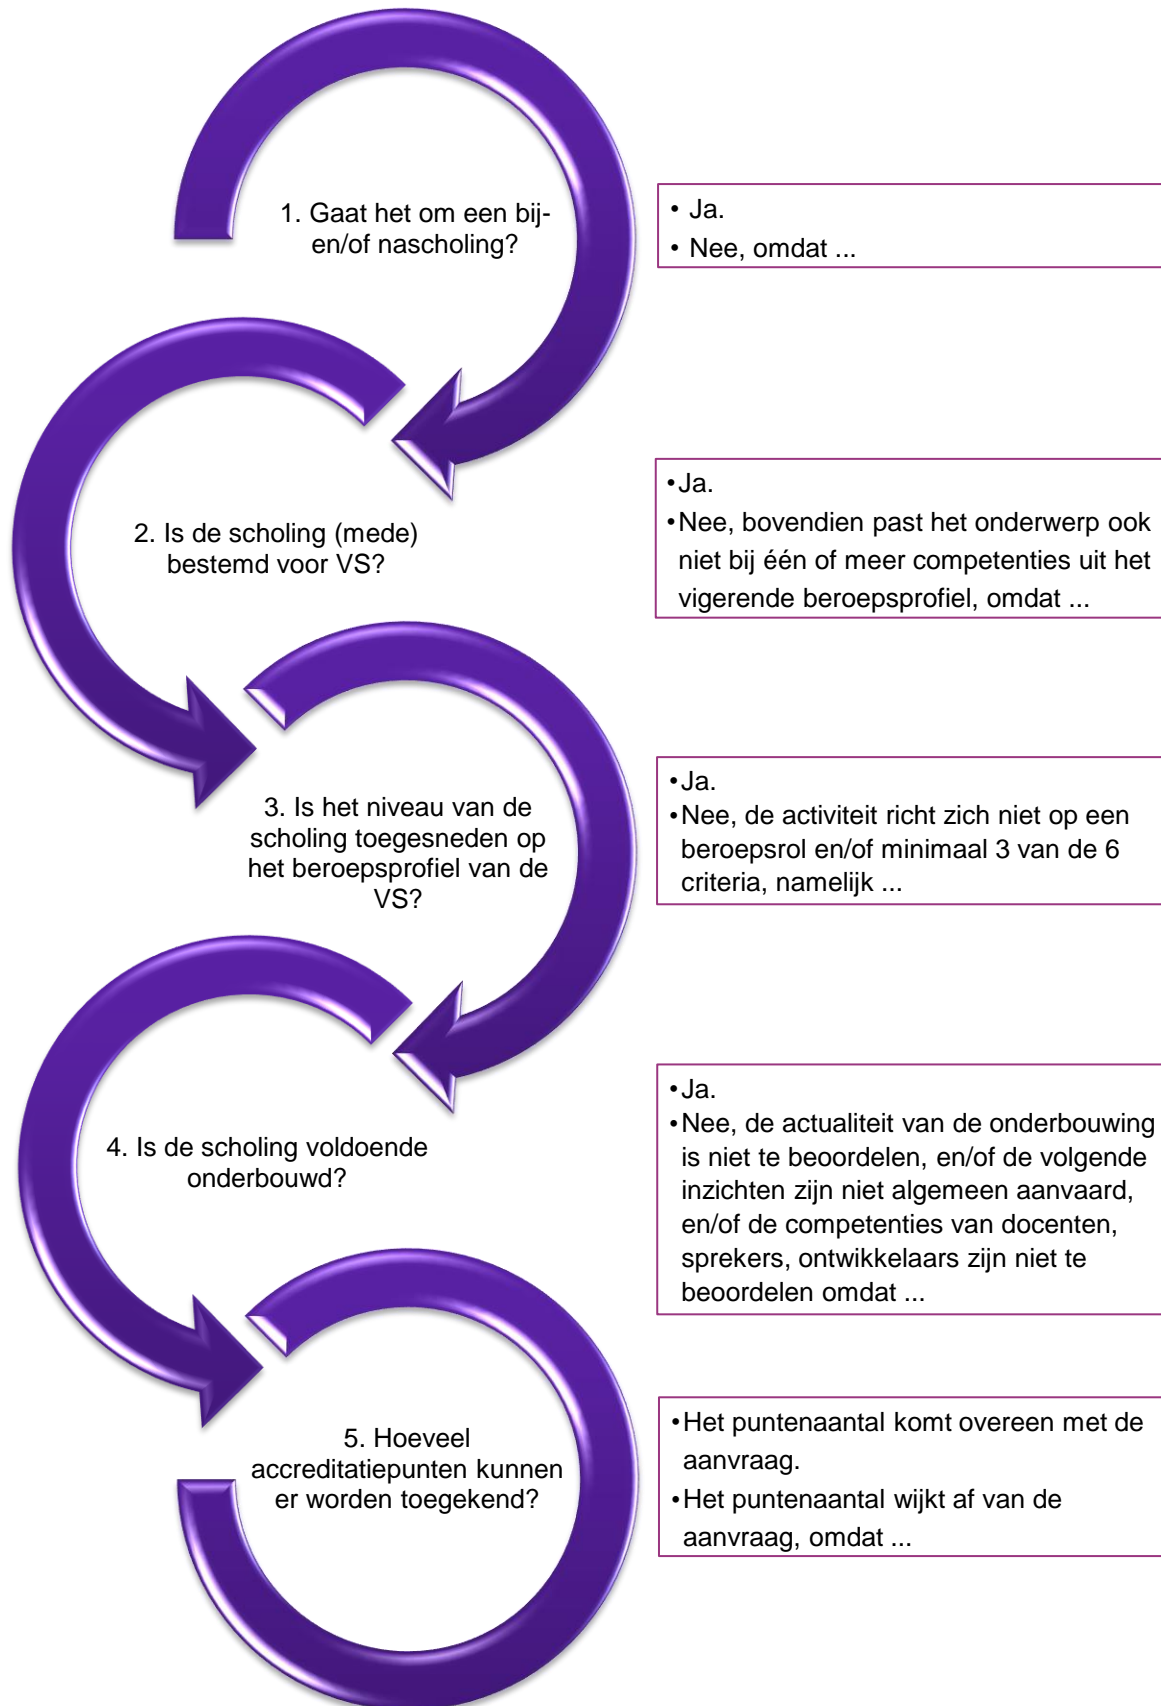 1. Gaat het om een bij-
en/of nascholing?
• Ja.
• Nee, omdat ...
2. Is de scholing (mede)
bestemd voor VS?
•Ja.
•Nee, bovendien past het onderwerp ook
niet bij één of meer competenties uit het
vigerende beroepsprofiel, omdat ...
3. Is het niveau van de
scholing toegesneden op
het beroepsprofiel van de
VS?
•Ja.
•Nee, de activiteit richt zich niet op een
beroepsrol en/of minimaal 3 van de 6
criteria, namelijk ...
4. Is de scholing voldoende
onderbouwd?
•Ja.
•Nee, de actualiteit van de onderbouwing
is niet te beoordelen, en/of de volgende
inzichten zijn niet algemeen aanvaard,
en/of de competenties van docenten,
sprekers, ontwikkelaars zijn niet te
beoordelen omdat ...
5. Hoeveel
accreditatiepunten kunnen
er worden toegekend?
•Het puntenaantal komt overeen met de
aanvraag.
•Het puntenaantal wijkt af van de
aanvraag, omdat ...